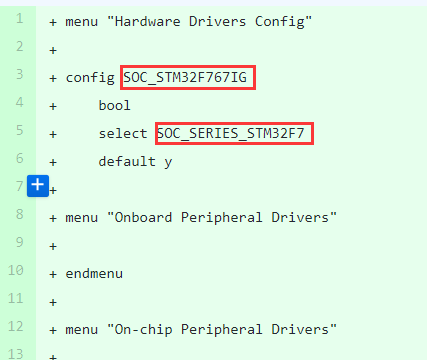 1 + menu "Hardware Drivers Config"
2 +
3 + config SOC_STM32F767IG
4 + bool
5 + select SOC_SERIES_STM32F7
6 + default y
7 +
8 + menu "Onboard Peripheral Drivers"
9 +
10 + endmenu
11 +
12 + menu "On-chip Peripheral Drivers"
13 +